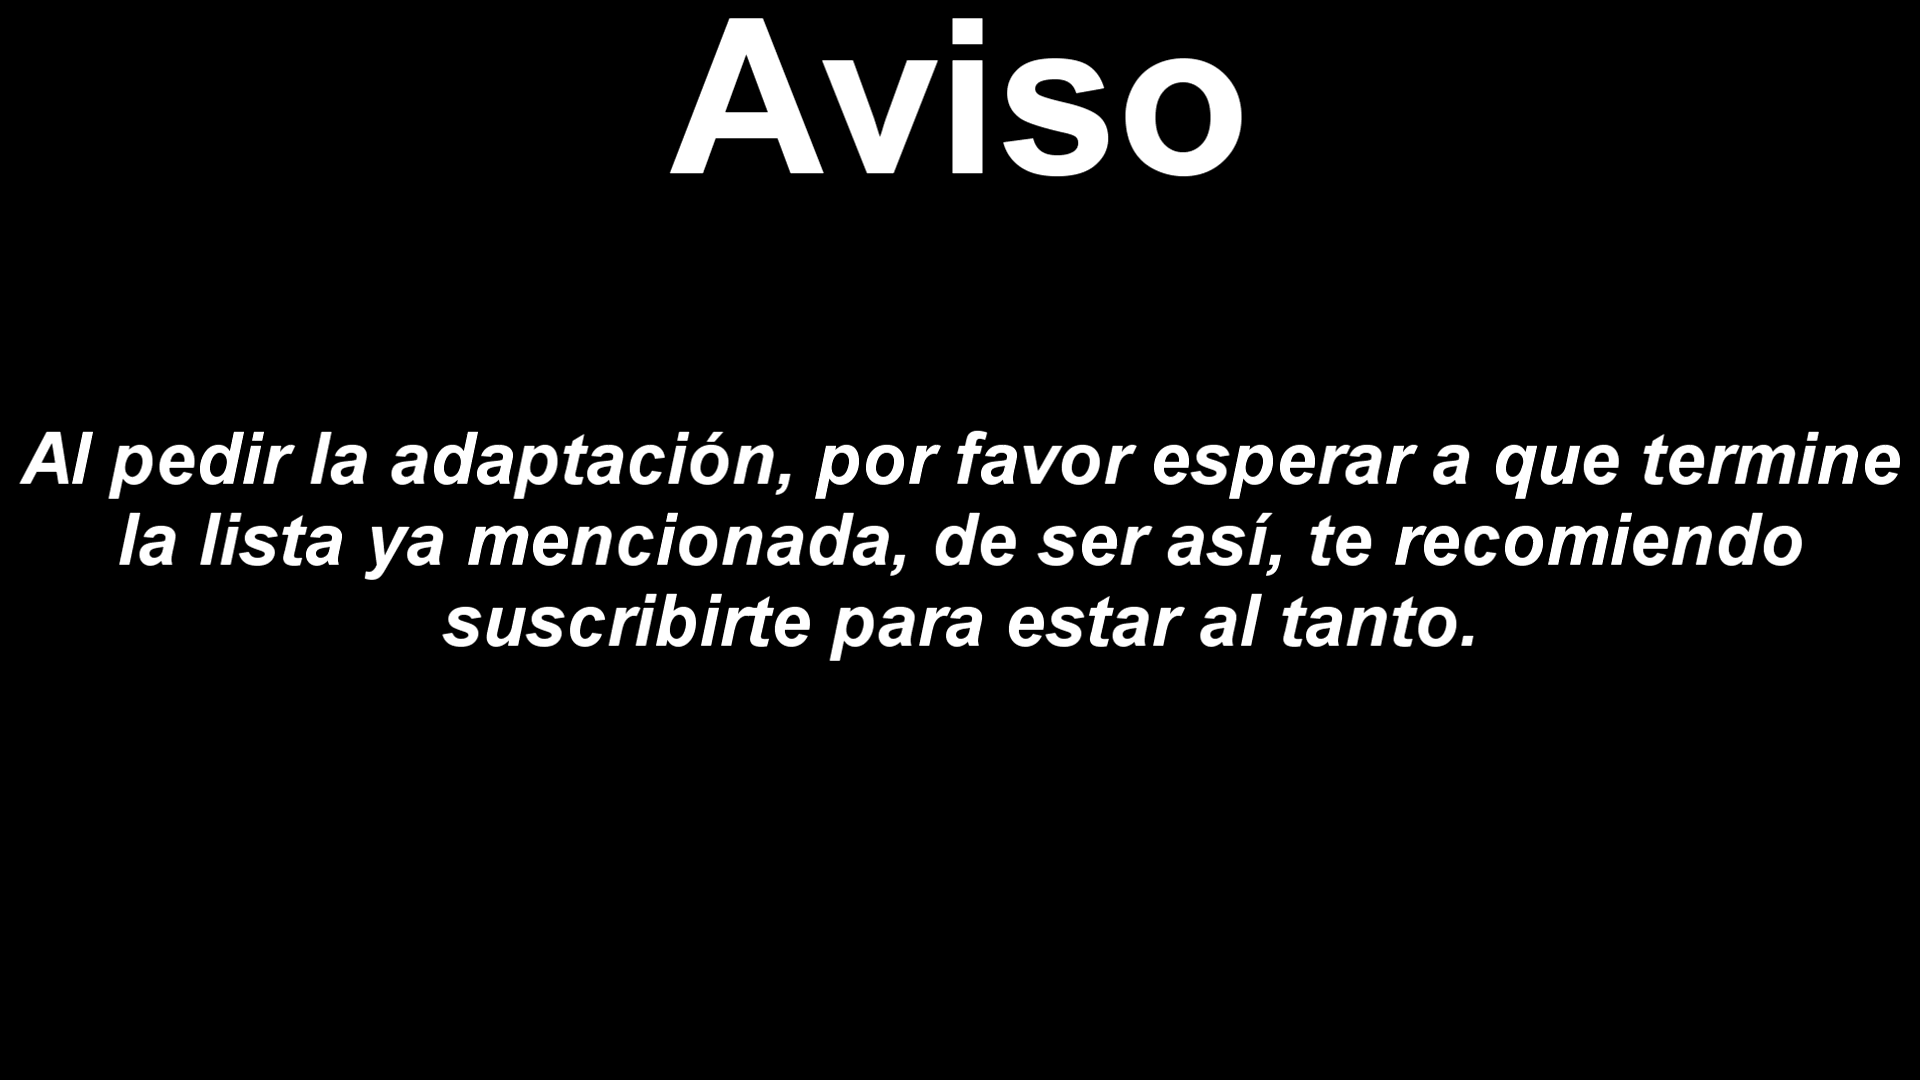 Aviso
Al pedir la adaptación, por favor esperar a que termine
la lista ya mencionada, de ser así, te recomiendo
suscribirte para estar al tanto.